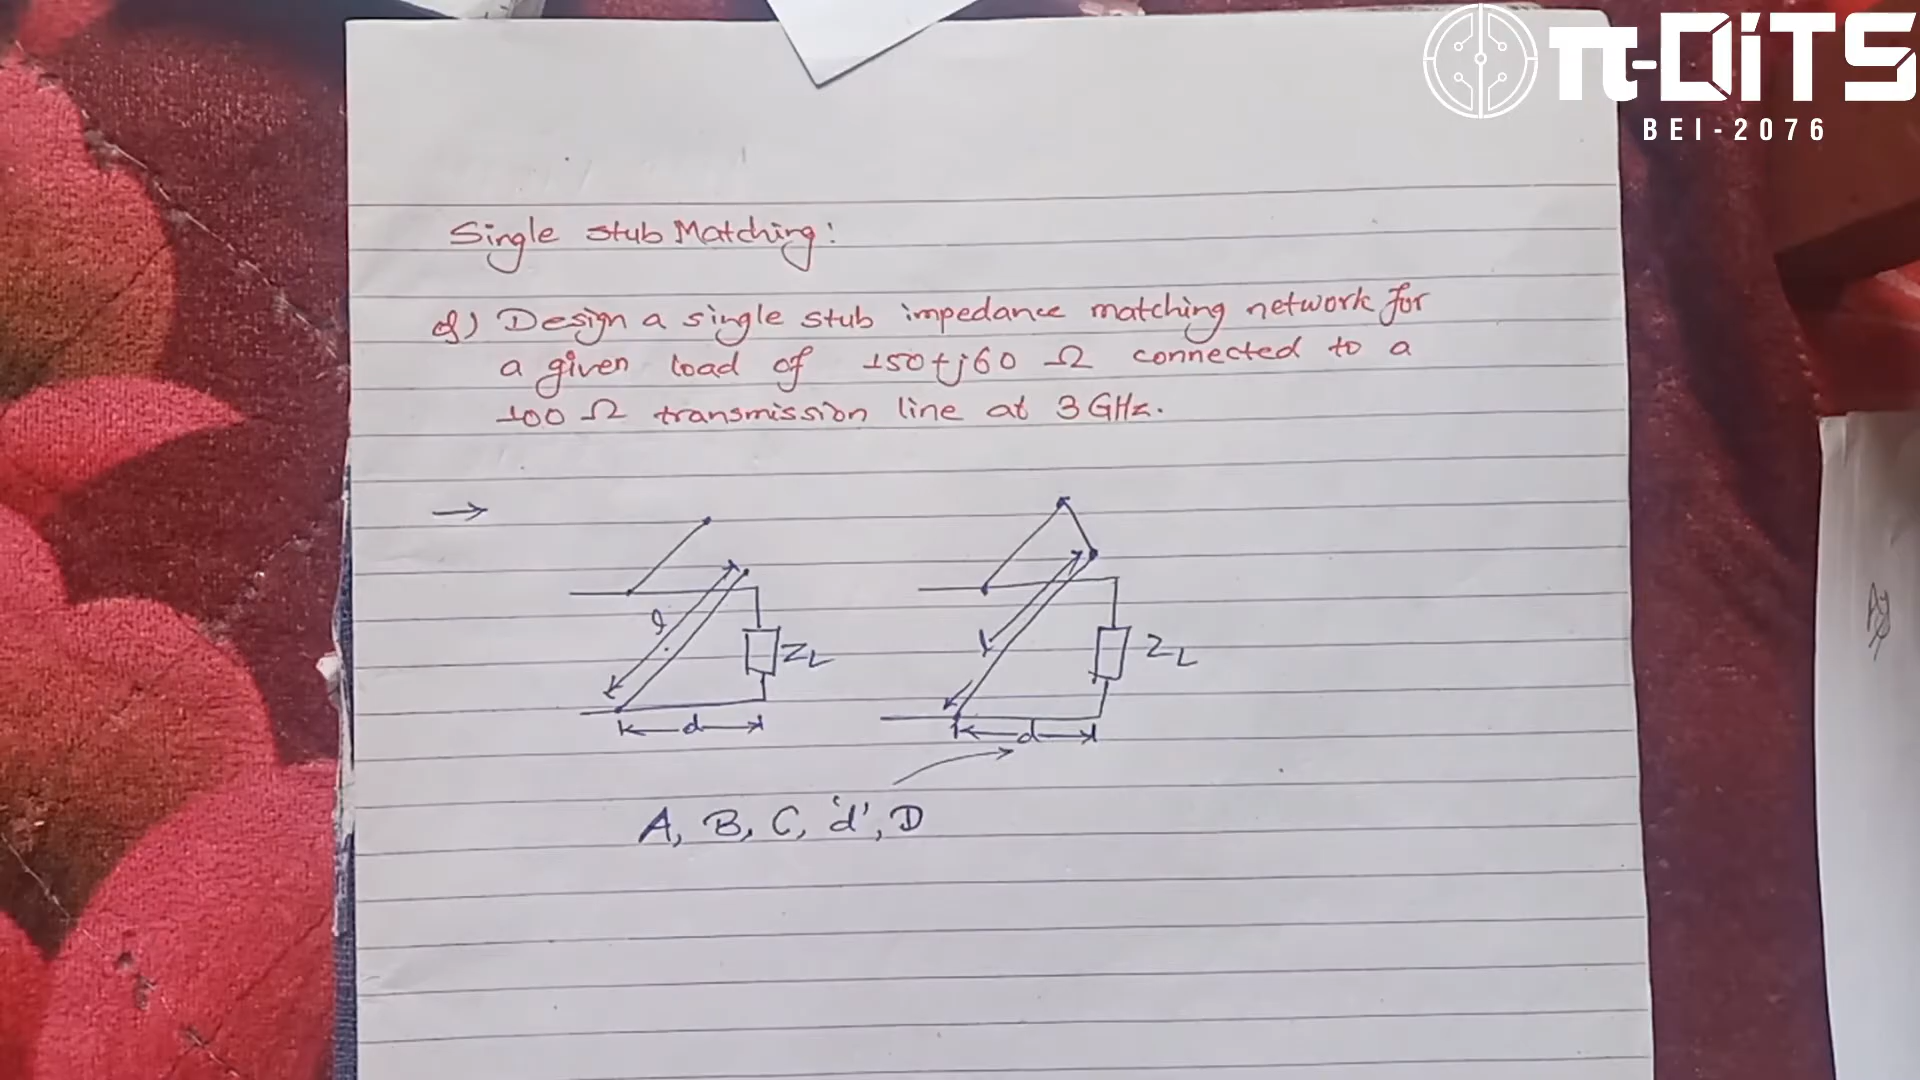 π-DiTS
BEI-2076
Single stub Matching:
Q) Design a single stub impedance matching network for
a given load of 150+j60 Ω connected to a
100 Ω transmission line at 3 GHz.
l
ZL
ZL
d
d
A, B, C, 'd', D